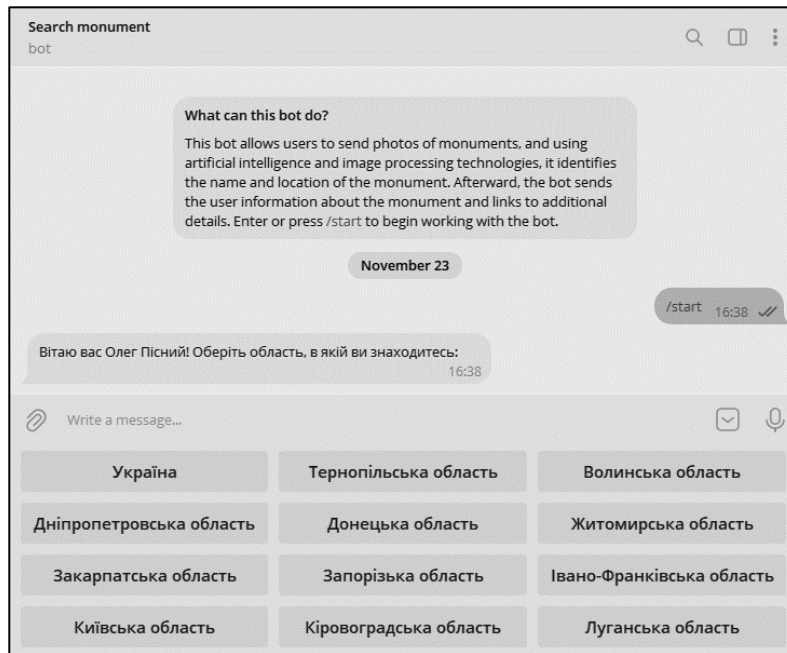 Search monument
bot
What can this bot do?
This bot allows users to send photos of monuments, and using
artificial intelligence and image processing technologies, it identifies
the name and location of the monument. Afterward, the bot sends
the user information about the monument and links to additional
details. Enter or press /start to begin working with the bot.
November 23
/start 16:38
Вітаю вас Олег Пісний! Оберіть область, в якій ви знаходитесь:
16:38
Write a message...
Україна Тернопільська область Волинська область
Дніпропетровська область Донецька область Житомирська область
Закарпатська область Запорізька область Івано-Франківська область
Київська область Кіровоградська область Луганська область